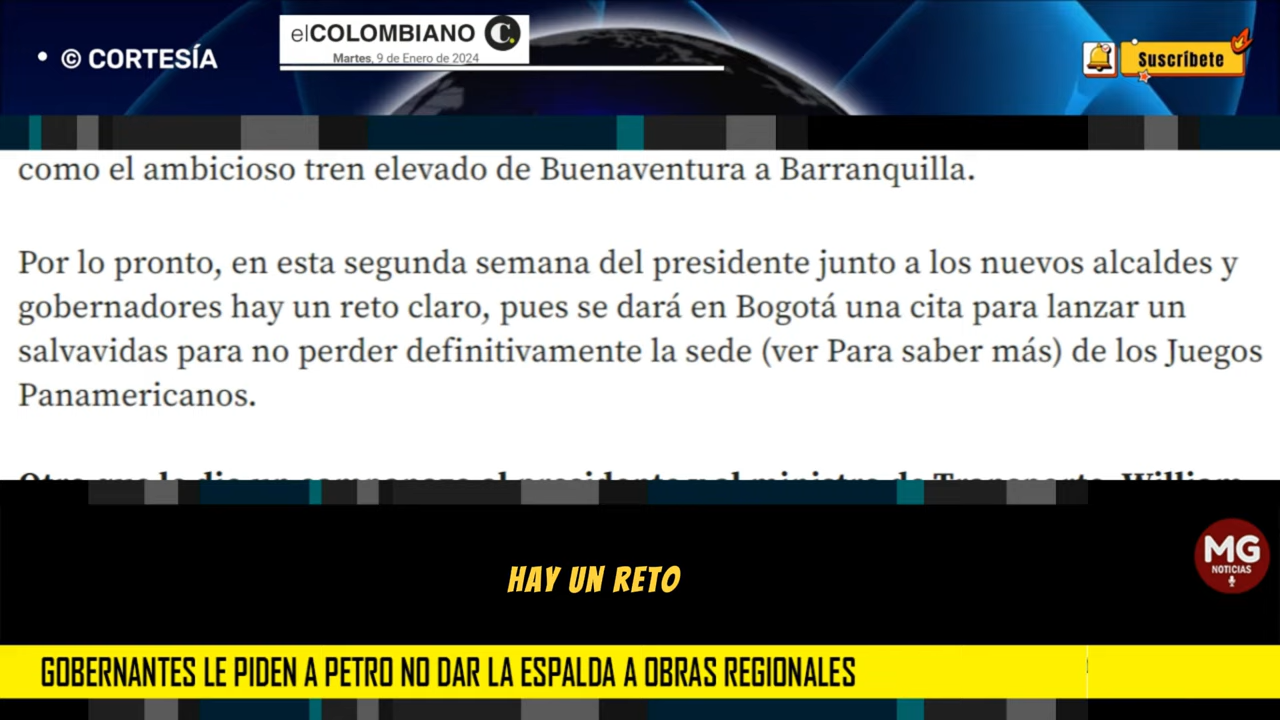 • © CORTESÍA
elCOLOMBIANO C.
Martes, 9 de Enero de 2024
Suscríbete
como el ambicioso tren elevado de Buenaventura a Barranquilla.
Por lo pronto, en esta segunda semana del presidente junto a los nuevos alcaldes y
gobernadores hay un reto claro, pues se dará en Bogotá una cita para lanzar un
salvavidas para no perder definitivamente la sede (ver Para saber más) de los Juegos
Panamericanos.
HAY UN RETO
MG
NOTICIAS
GOBERNANTES LE PIDEN A PETRO NO DAR LA ESPALDA A OBRAS REGIONALES